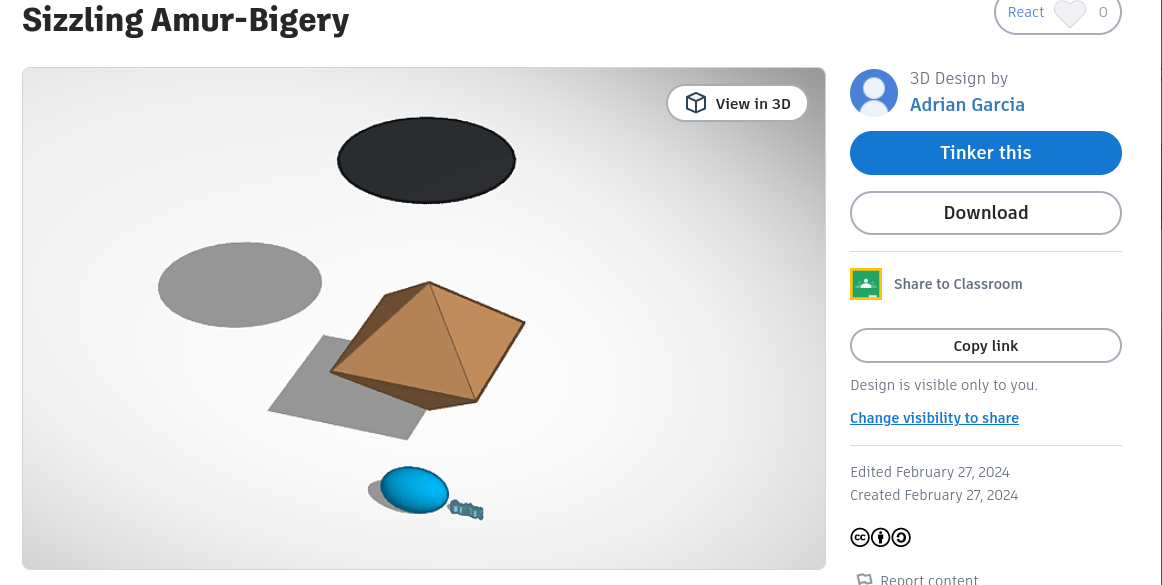 Sizzling Amur-Bigery
React 0
View in 3D
3D Design by
Adrian Garcia
Tinker this
Download
Share to Classroom
Copy link
Design is visible only to you.
Change visibility to share
Edited February 27, 2024
Created February 27, 2024
cc
Report content